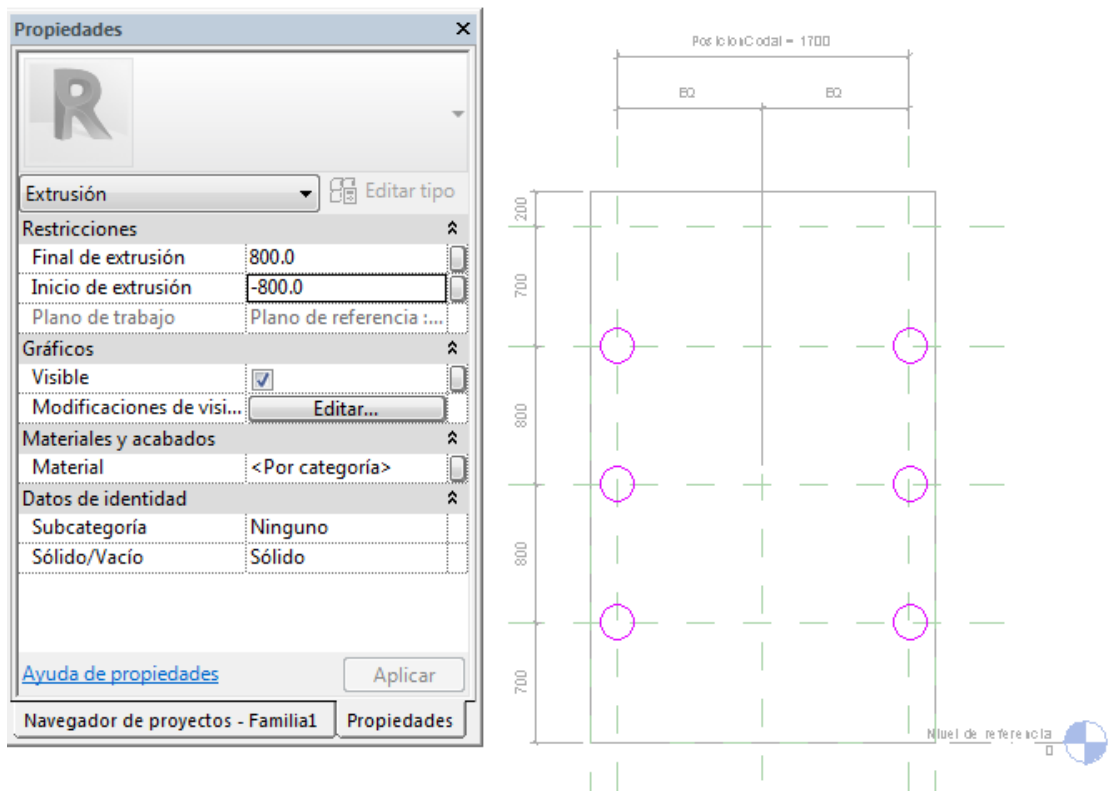 Propiedades
R
Extrusión
Editar tipo
Restricciones
Final de extrusión 800.0
Inicio de extrusión -800.0
Plano de trabajo Plano de referencia :...
Gráficos
Visible
Modificaciones de visi... Editar...
Materiales y acabados
Material <Por categoría>
Datos de identidad
Subcategoría Ninguno
Sólido/Vacío Sólido
Ayuda de propiedades
Aplicar
Navegador de proyectos - Familia1
Propiedades
PosicionCodal = 1700
EQ EQ
200
700
800
800
700
Nivel de referencia
0